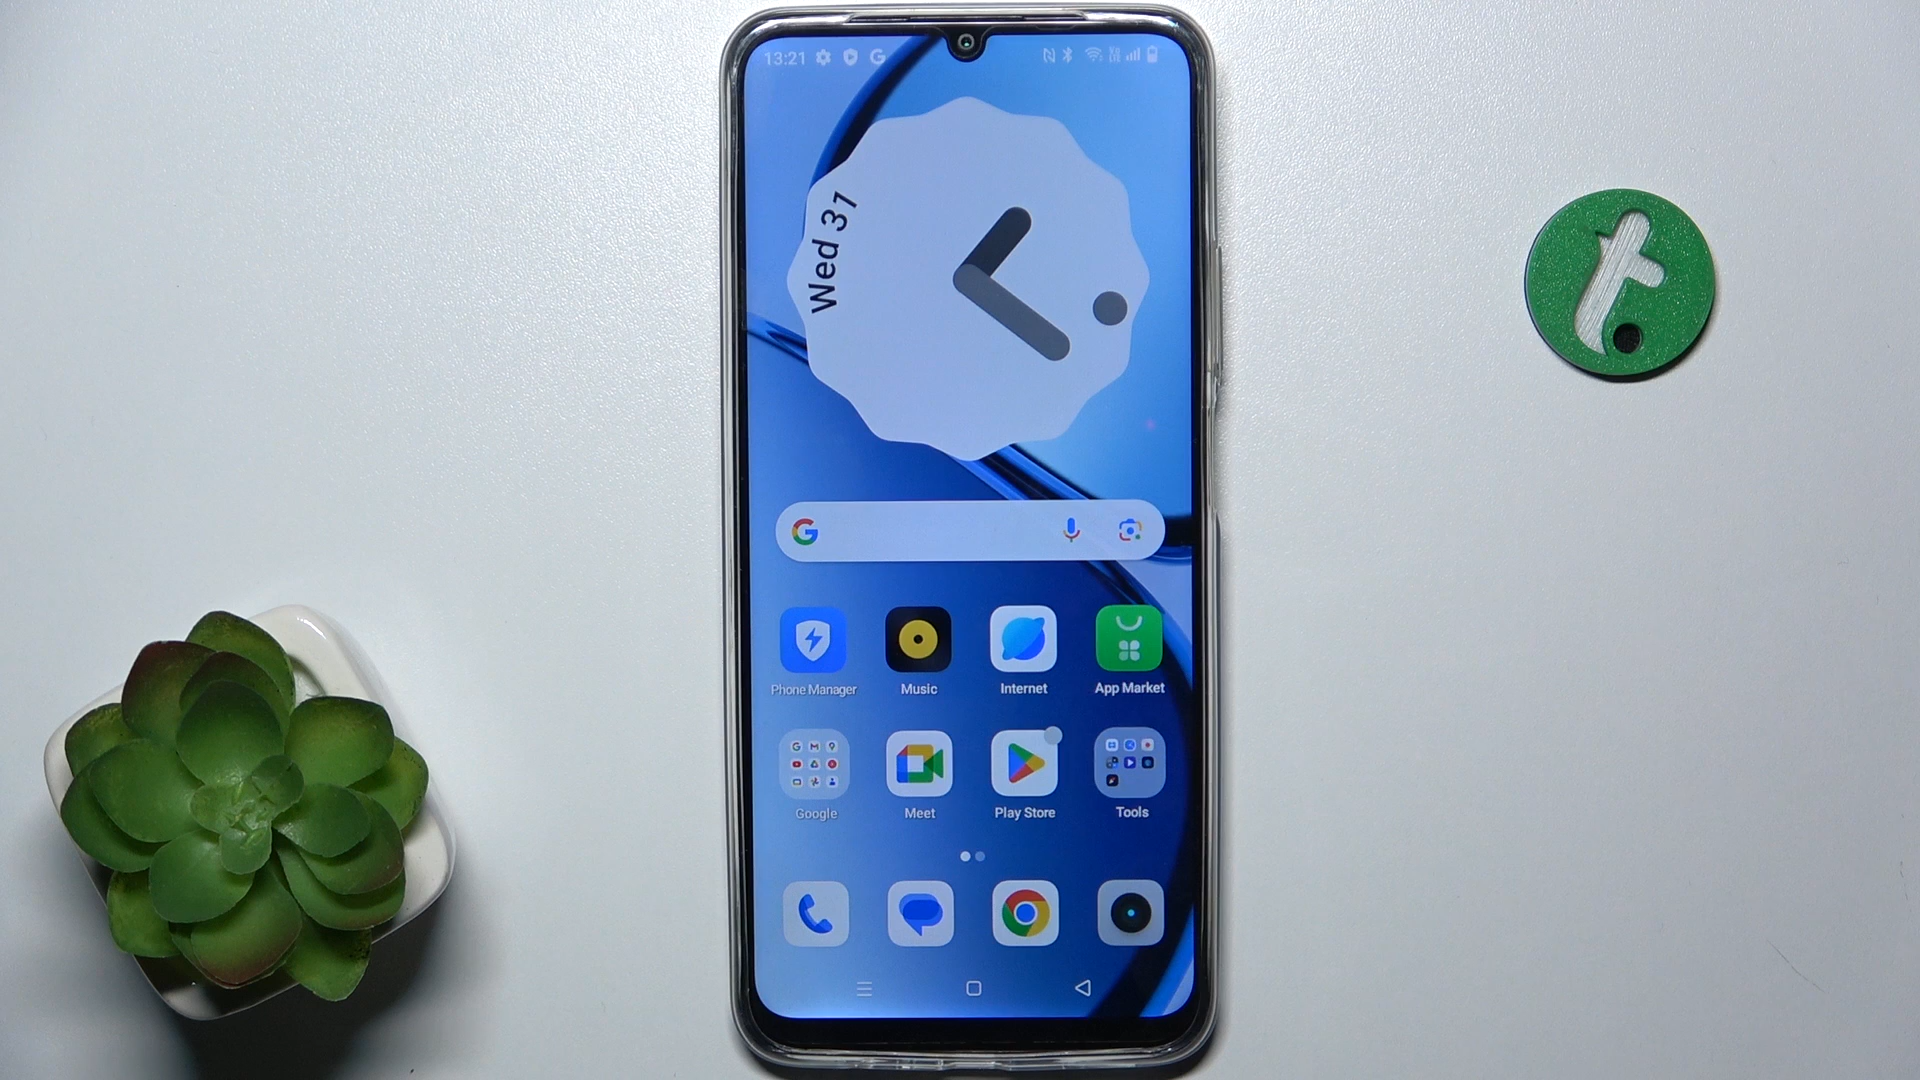 13:21
Wed 31
Phone Manager
Music
Internet
App Market
Google
Meet
Play Store
Tools